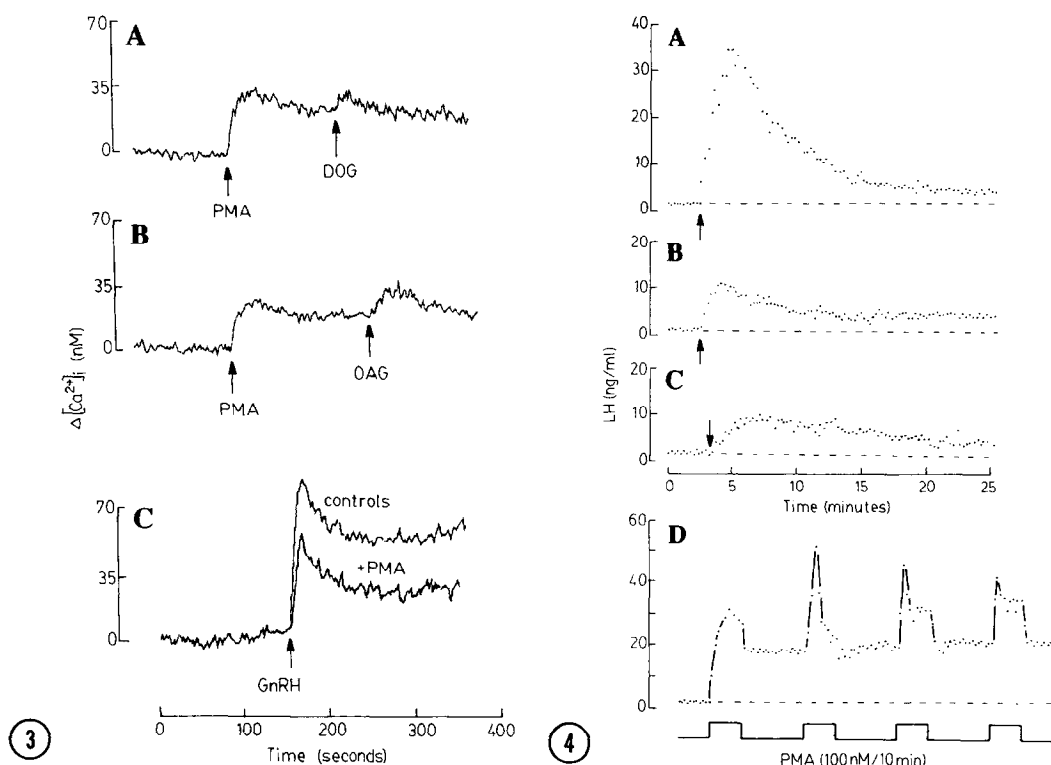 70
A
35
0
DOG
PMA
70
B
35
0
OAG
PMA
Δ[Ca²⁺]i (nM)
C
70
controls
35
+PMA
0
GnRH
0 100 200 300 400
Time (seconds)
3
40
A
30
20
10
0
20
B
10
0
20
C
10
0
LH (ng/ml)
0 5 10 15 20 25
Time (minutes)
60
D
40
20
0
PMA (100nM/10min)
4